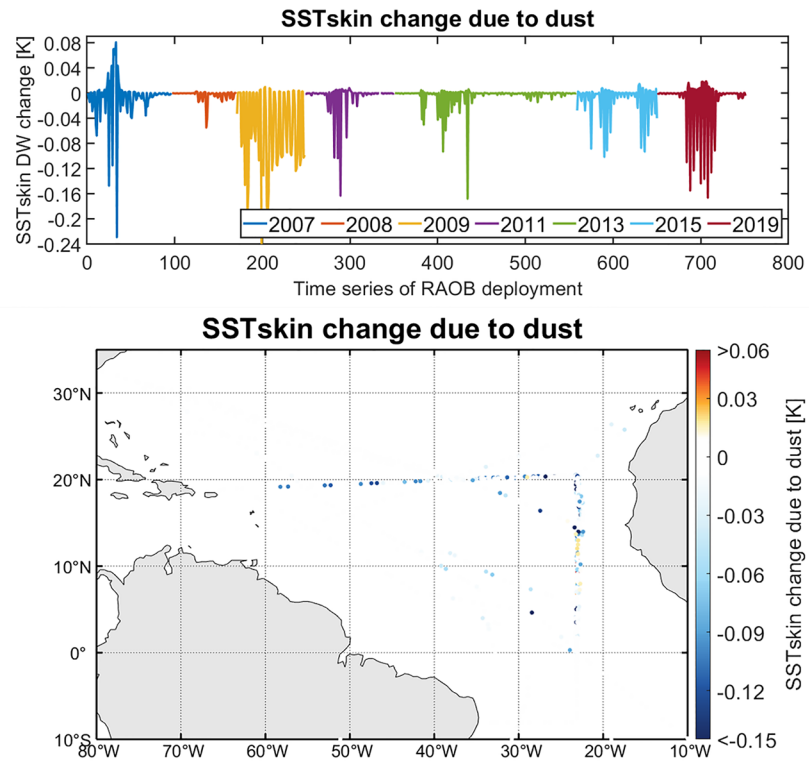 SSTskin change due to dust
SSTskin DW change [K]
0.08
0.04
0
-0.04
-0.08
-0.12
-0.16
-0.2
-0.24
2007 2008 2009 2011 2013 2015 2019
0 100 200 300 400 500 600 700 800
Time series of RAOB deployment
SSTskin change due to dust
30°N
20°N
10°N
0°
10°S
80°W 70°W 60°W 50°W 40°W 30°W 20°W 10°W
>0.06
0.03
0
-0.03
-0.06
-0.09
-0.12
<-0.15
SSTskin change due to dust [K]